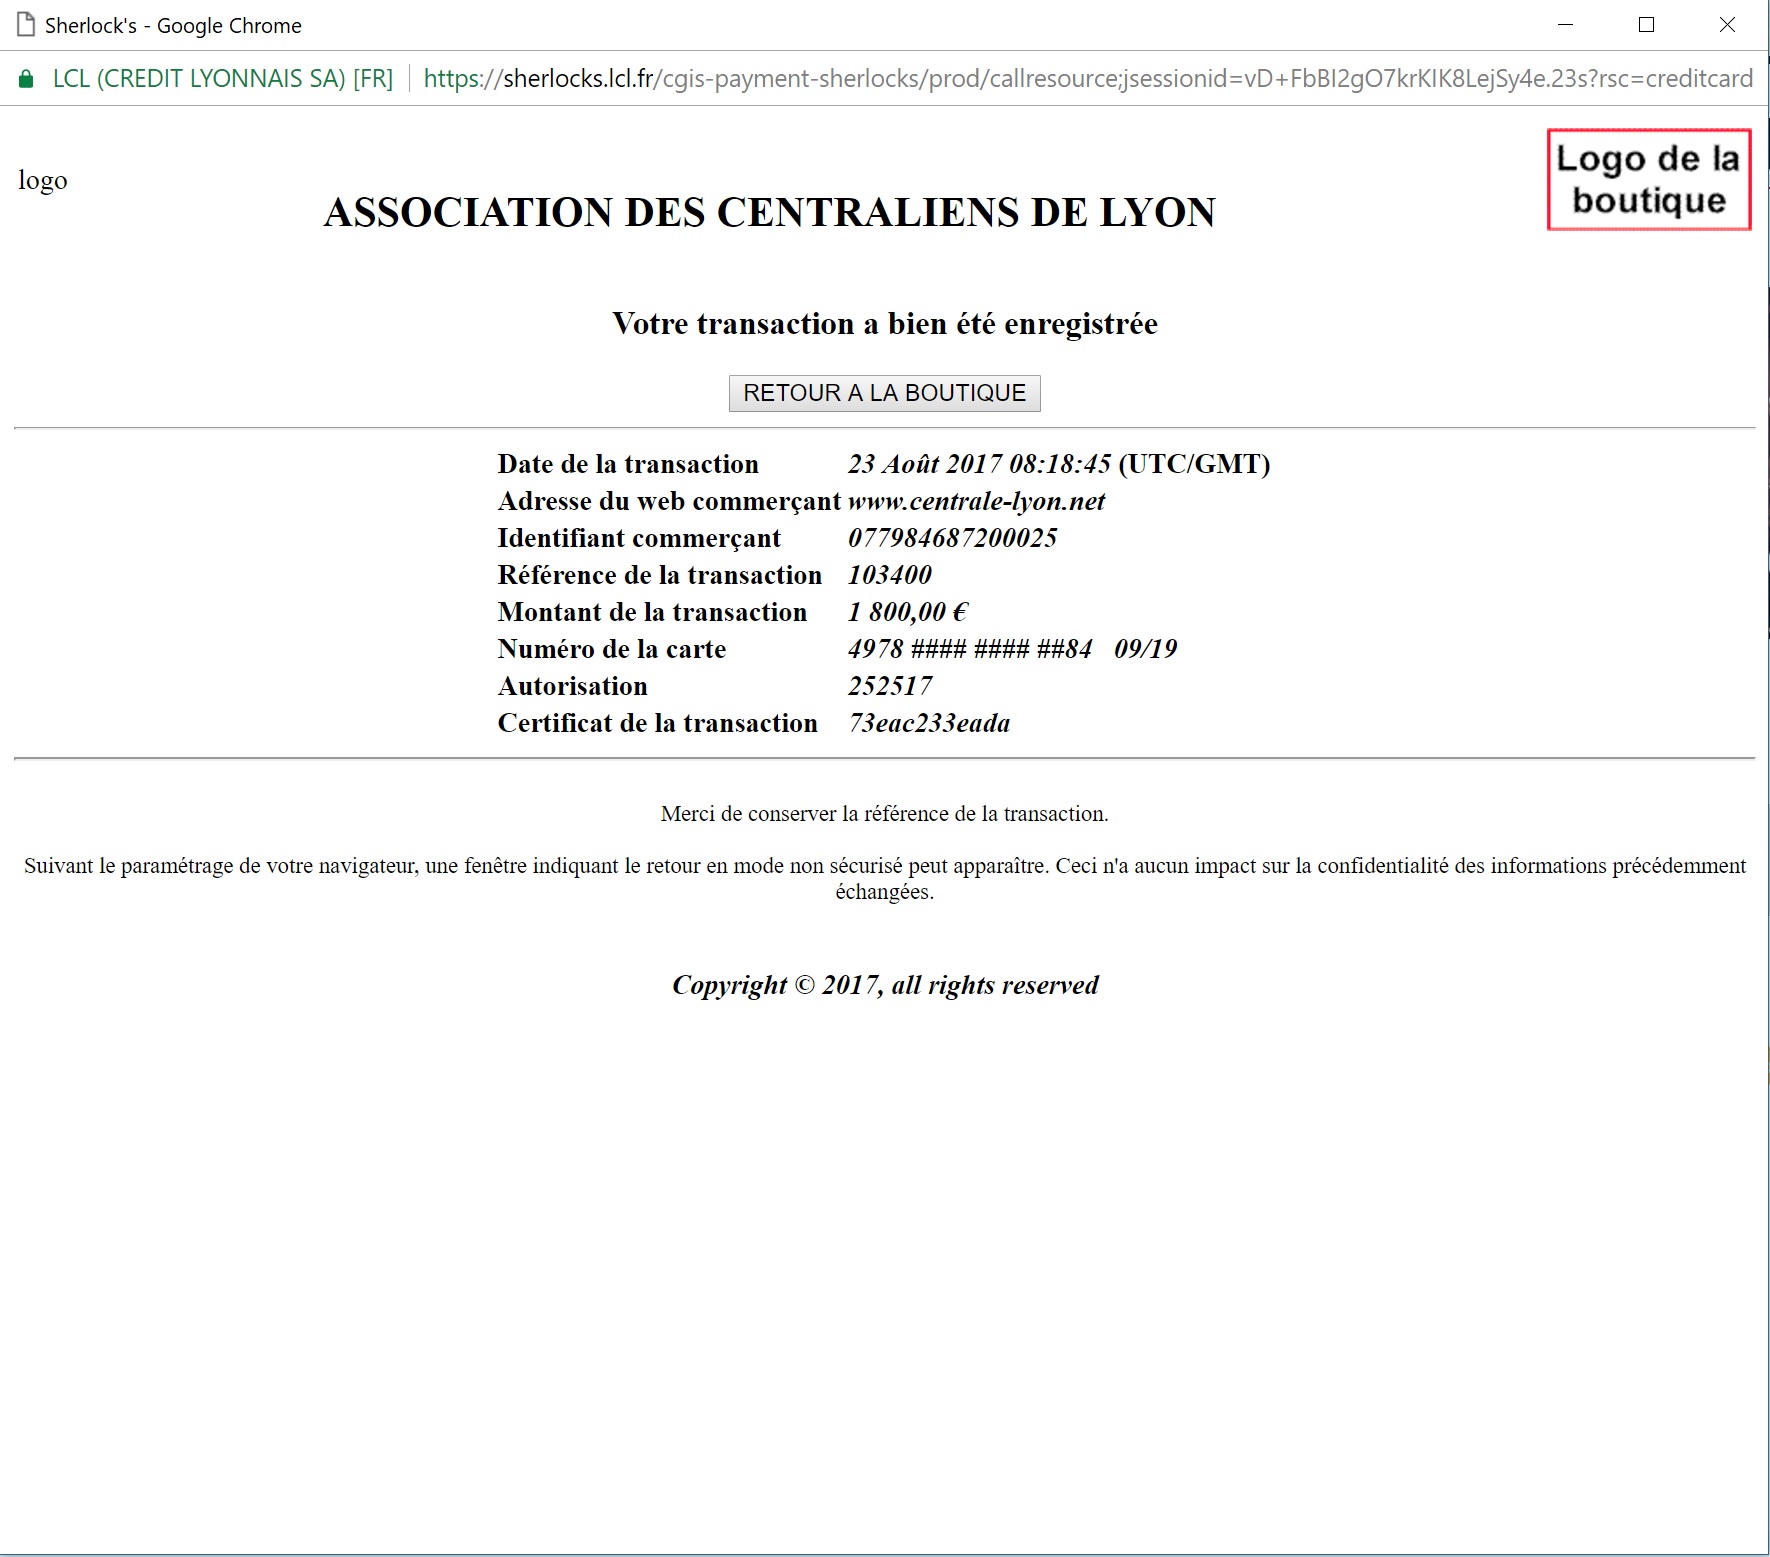 Sherlock's - Google Chrome
LCL (CREDIT LYONNAIS SA) [FR] https://sherlocks.lcl.fr/cgis-payment-sherlocks/prod/callresource;jsessionid=vD+FbBI2gO7krKIK8LejSy4e.23s?rsc=creditcard
logo
Logo de la
boutique
ASSOCIATION DES CENTRALIENS DE LYON
Votre transaction a bien été enregistrée
RETOUR A LA BOUTIQUE
Date de la transaction 23 Août 2017 08:18:45 (UTC/GMT)
Adresse du web commerçant www.centrale-lyon.net
Identifiant commerçant 077984687200025
Référence de la transaction 103400
Montant de la transaction 1 800,00 €
Numéro de la carte 4978 #### #### ##84 09/19
Autorisation 252517
Certificat de la transaction 73eac233eada
Merci de conserver la référence de la transaction.
Suivant le paramétrage de votre navigateur, une fenêtre indiquant le retour en mode non sécurisé peut apparaître. Ceci n'a aucun impact sur la confidentialité des informations précédemment
échangées.
Copyright © 2017, all rights reserved